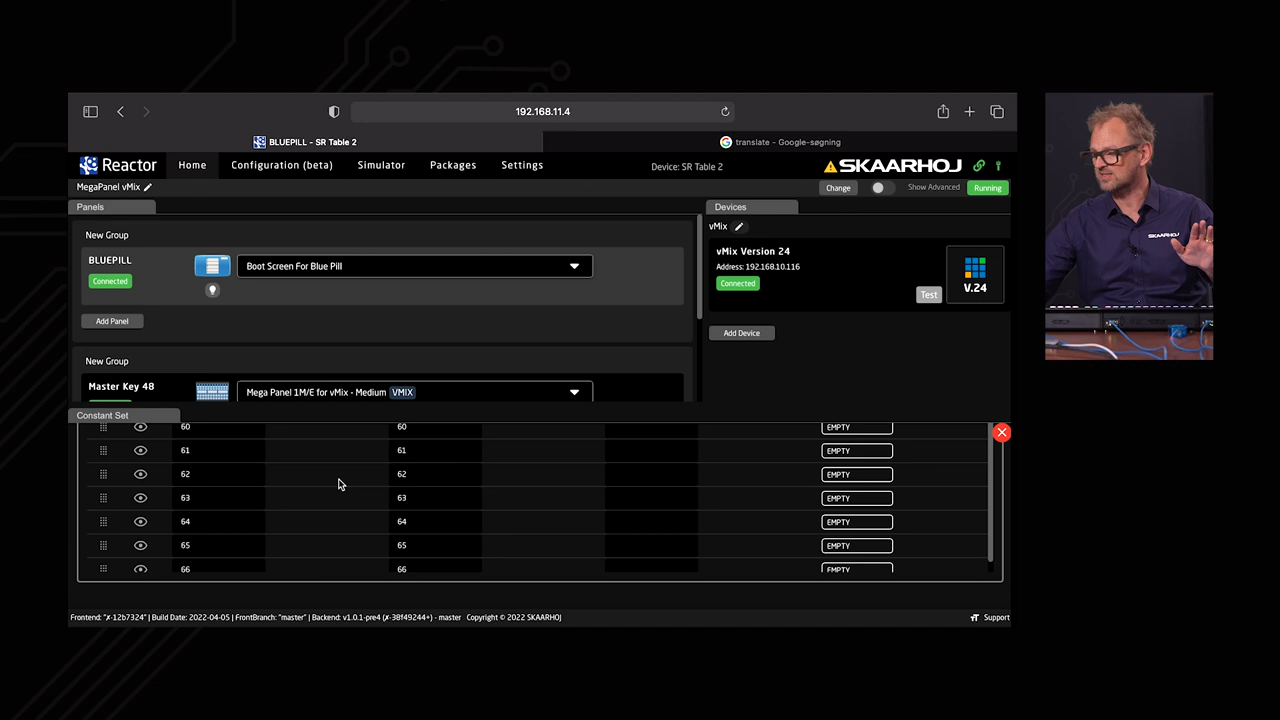 192.168.11.4
BLUEPILL - SR Table 2
translate - Google-søgning
Reactor
Home
Configuration (beta)
Simulator
Packages
Settings
Device: SR Table 2
SKAARHOJ
MegaPanel vMix
Change
Show Advanced
Running
Panels
New Group
BLUEPILL
Connected
Boot Screen For Blue Pill
Add Panel
New Group
Master Key 48
Mega Panel 1M/E for vMix - Medium VMIX
Devices
vMix
vMix Version 24
Address: 192.168.10.116
Connected
Test
V.24
Add Device
Constant Set
60 60 EMPTY
61 61 EMPTY
62 62 EMPTY
63 63 EMPTY
64 64 EMPTY
65 65 EMPTY
66 66 EMPTY
Frontend: "✗-12b7324" | Build Date: 2022-04-05 | FrontBranch: "master" | Backend: v1.0.1-pre4 (✗-38f49244+) - master Copyright © 2022 SKAARHOJ
Support
SKAARHOJ